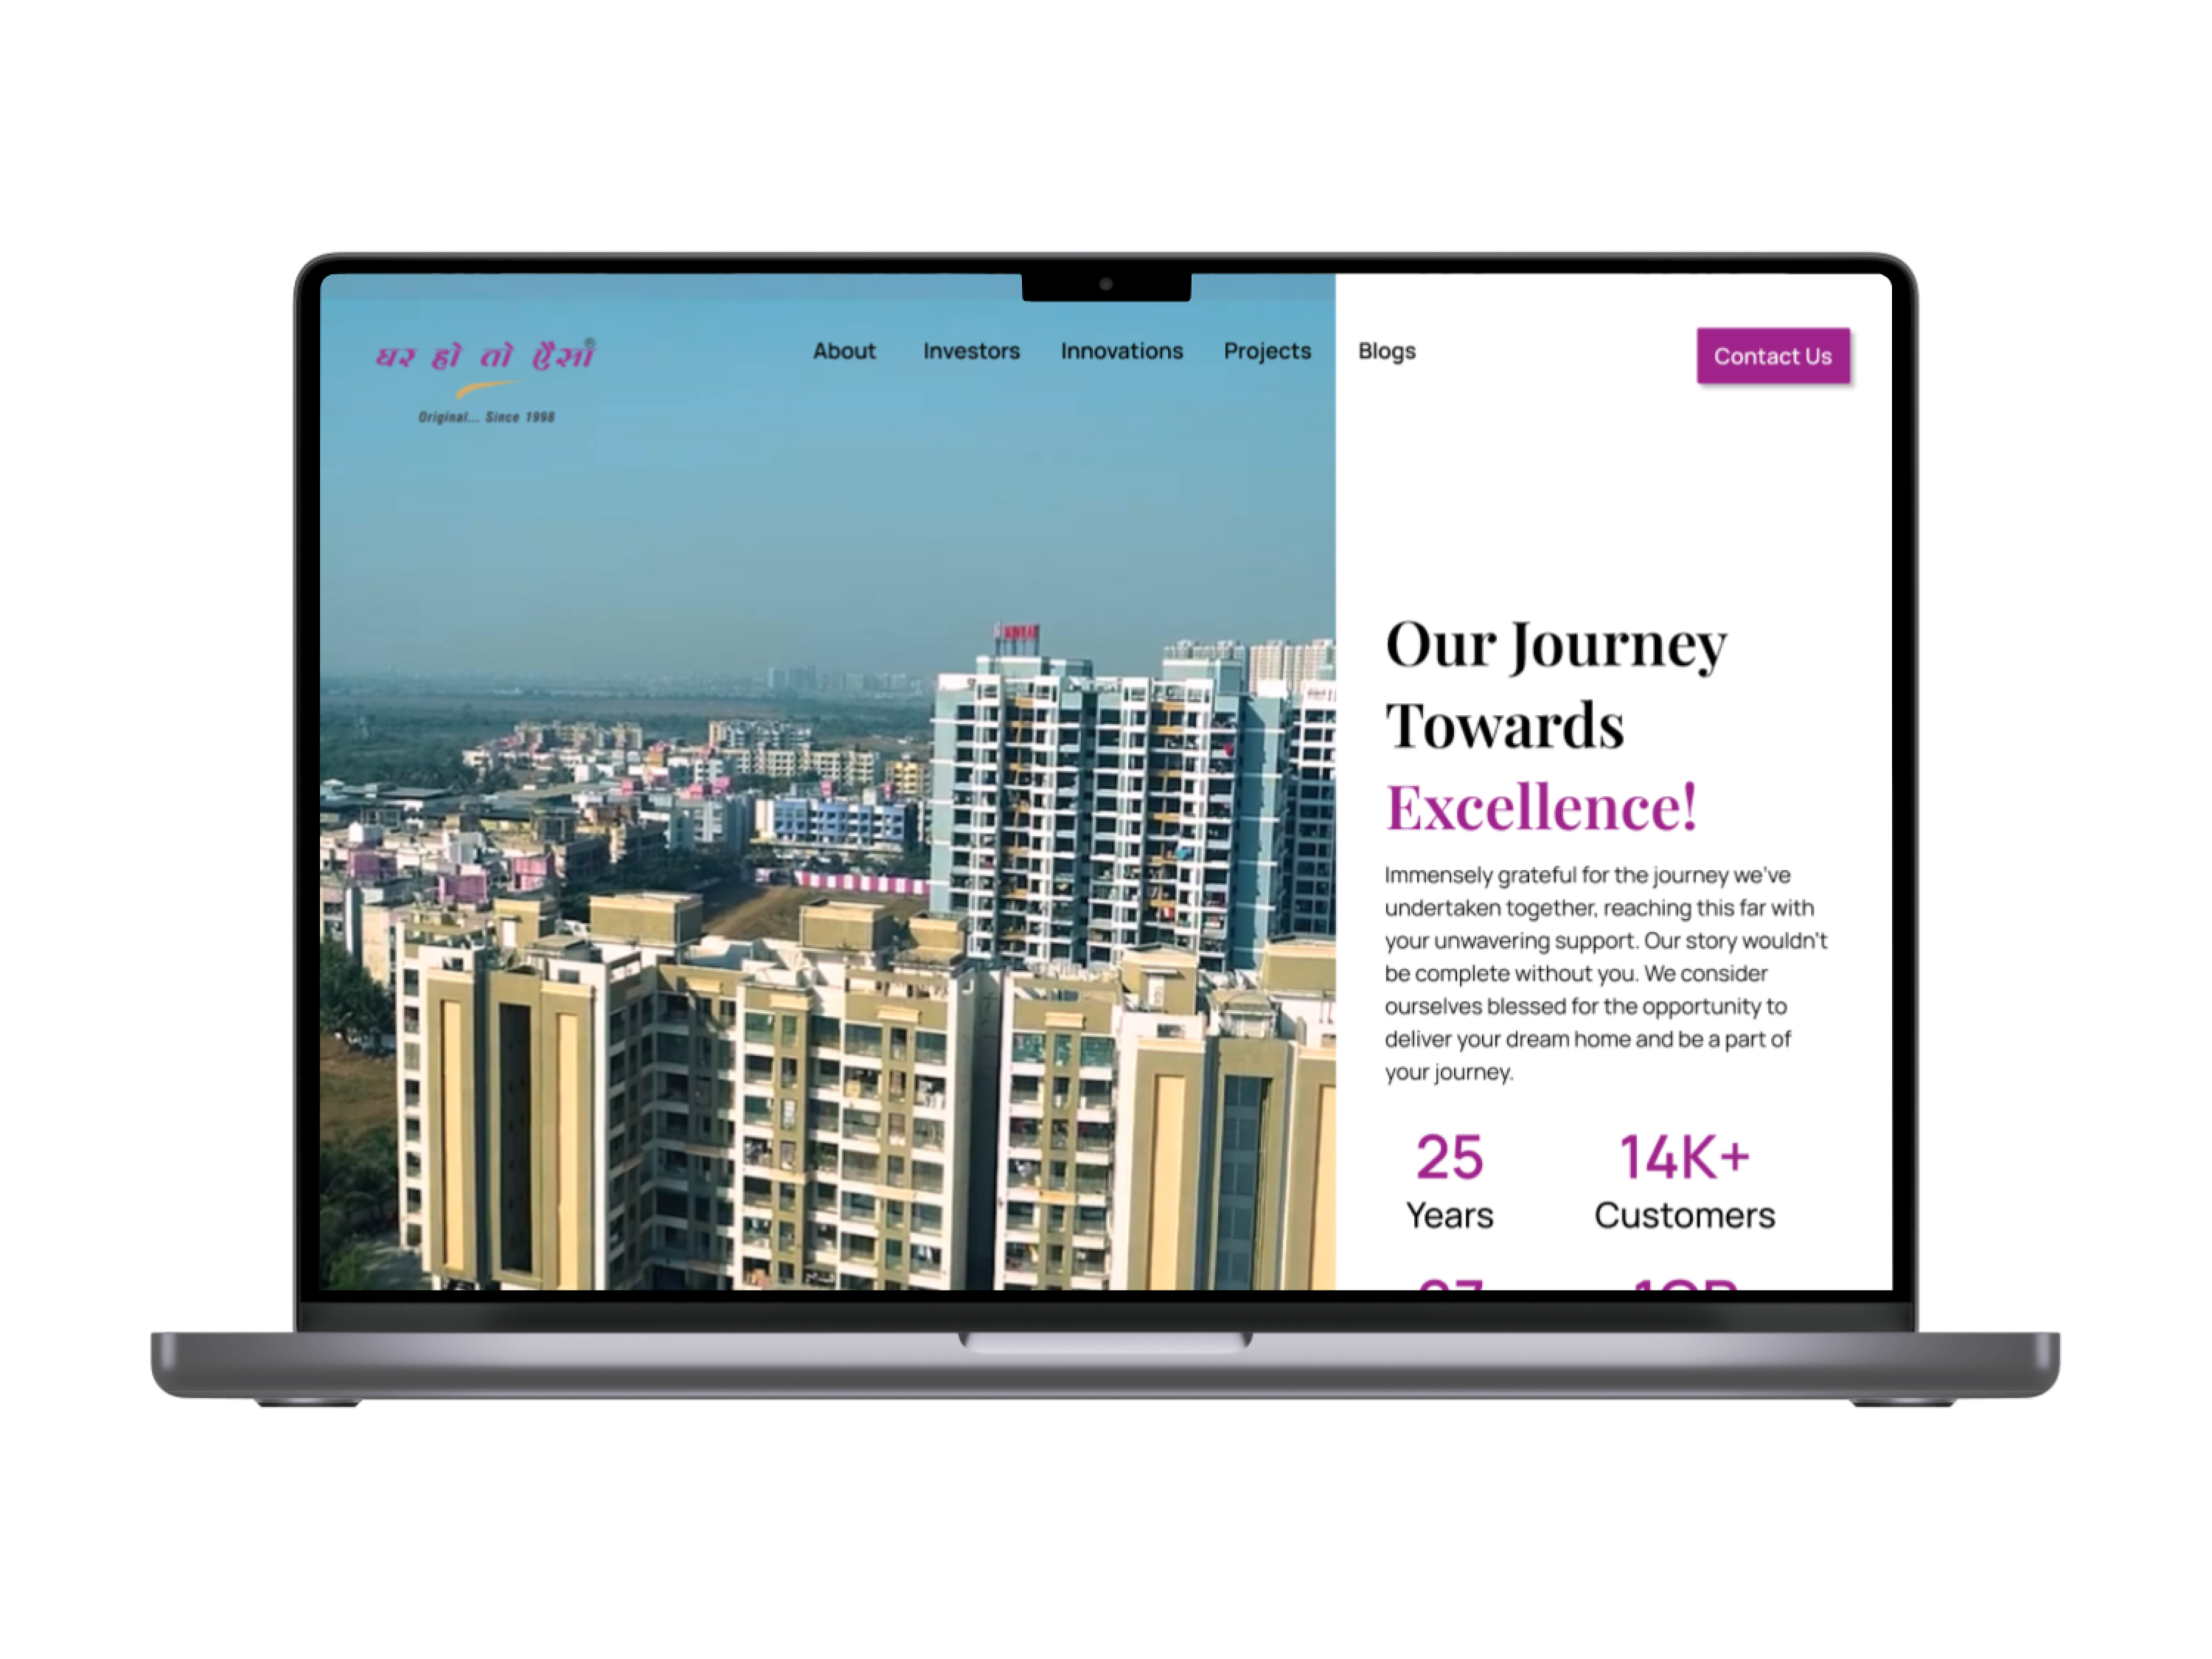 घर हो तो ऐसा®
Original... Since 1998
About Investors Innovations Projects Blogs
Contact Us
Our Journey
Towards
Excellence!
Immensely grateful for the journey we've
undertaken together, reaching this far with
your unwavering support. Our story wouldn't
be complete without you. We consider
ourselves blessed for the opportunity to
deliver your dream home and be a part of
your journey.
25 14K+
Years Customers